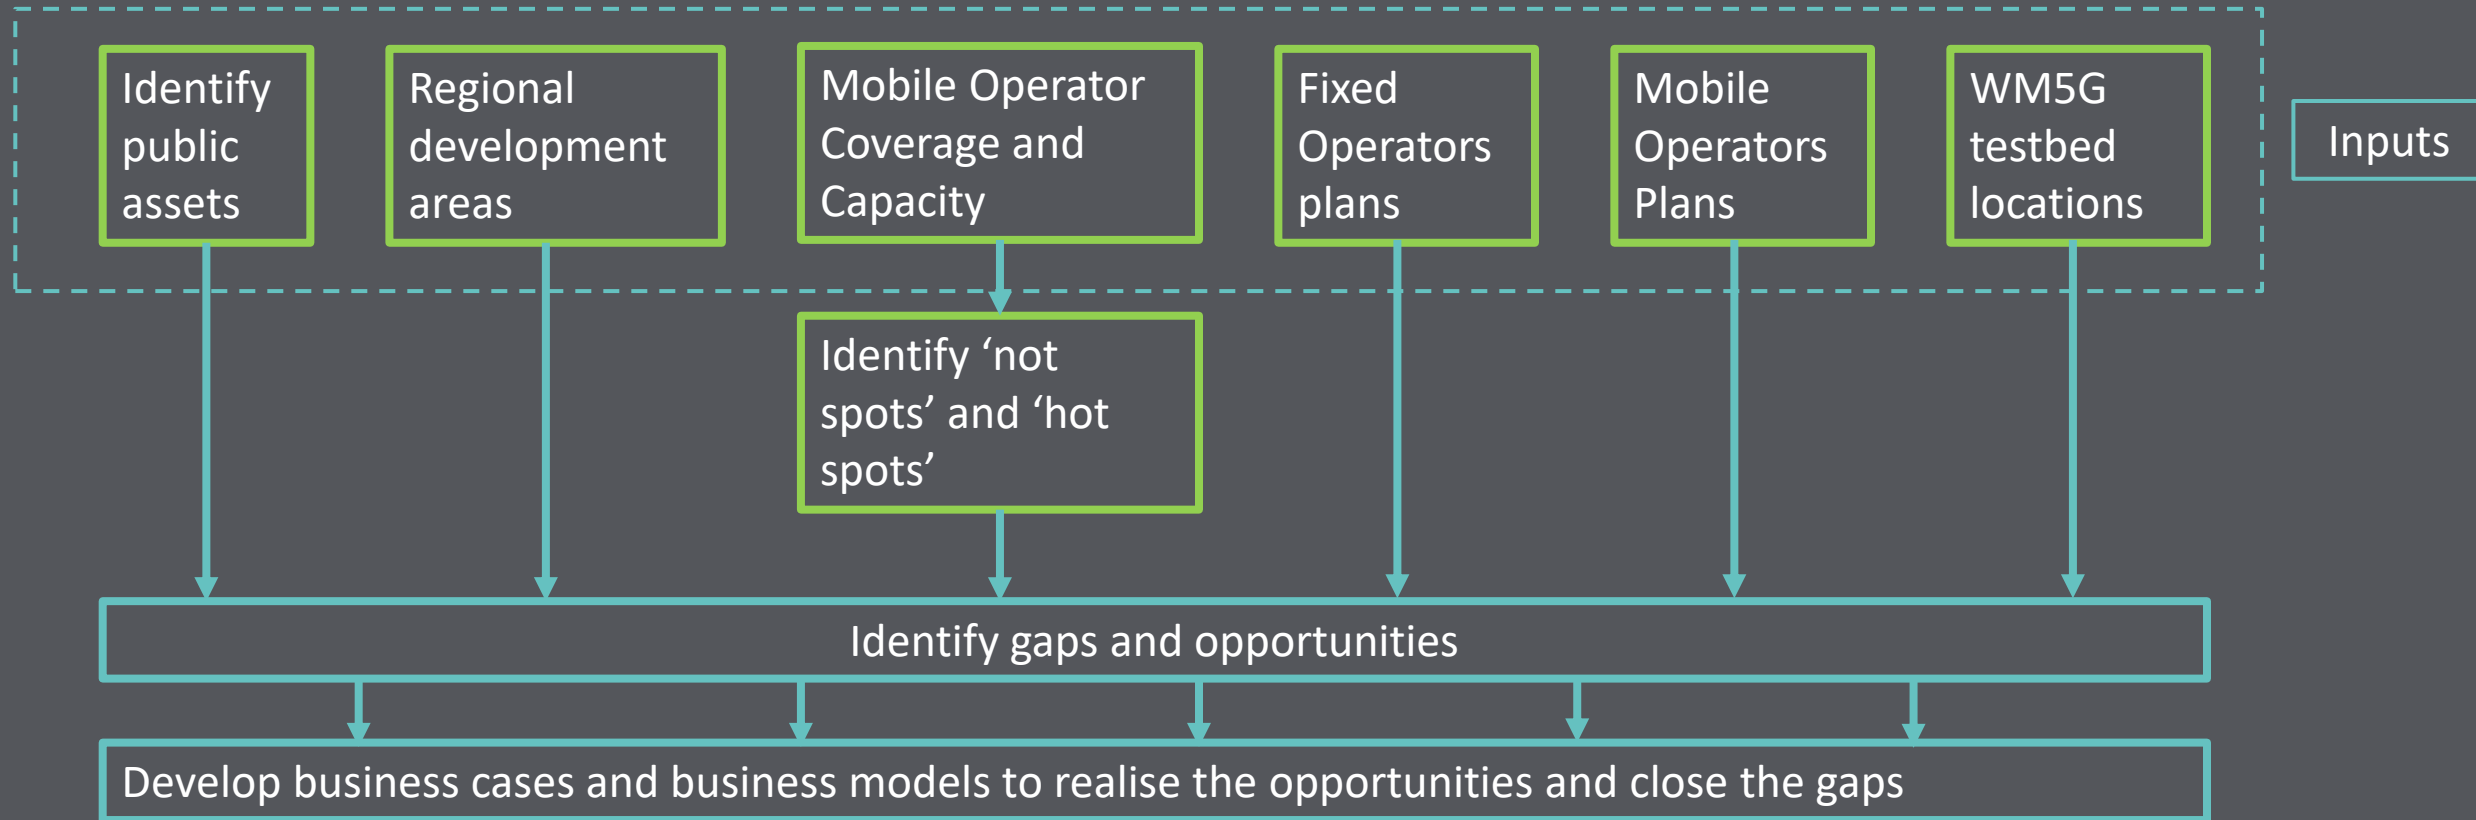 Identify
public
assets
Regional
development
areas
Mobile Operator
Coverage and
Capacity
Fixed
Operators
plans
Mobile
Operators
Plans
WM5G
testbed
locations
Inputs
Identify ‘not
spots’ and ‘hot
spots’
Identify gaps and opportunities
Develop business cases and business models to realise the opportunities and close the gaps